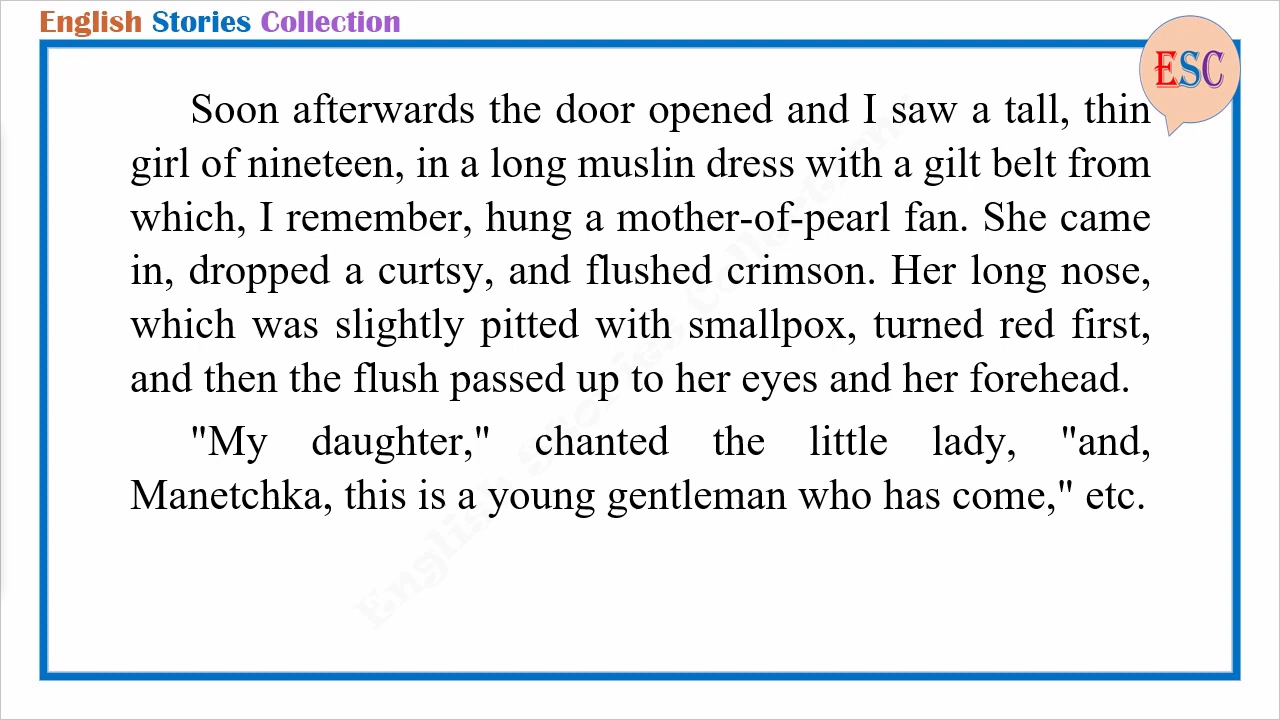 English Stories Collection
ESC
Soon afterwards the door opened and I saw a tall, thin
girl of nineteen, in a long muslin dress with a gilt belt from
which, I remember, hung a mother-of-pearl fan. She came
in, dropped a curtsy, and flushed crimson. Her long nose,
which was slightly pitted with smallpox, turned red first,
and then the flush passed up to her eyes and her forehead.
"My daughter," chanted the little lady, "and,
Manetchka, this is a young gentleman who has come," etc.
English Stories Collection